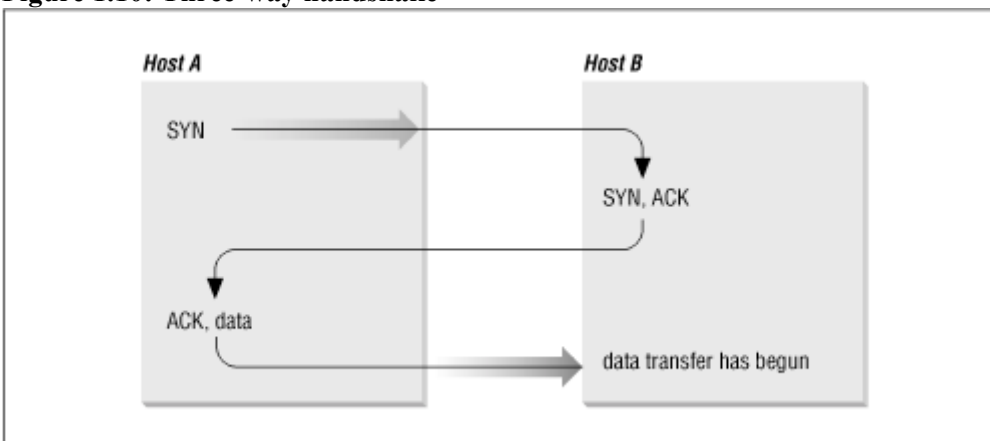 Figure 1.10: Three-way handshake
Host A
Host B
SYN
SYN, ACK
ACK, data
data transfer has begun